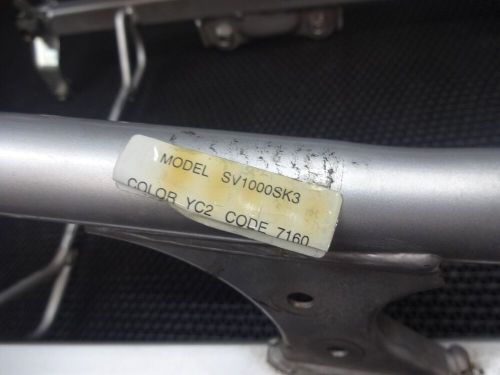 MODEL SV1000SK3
COLOR YC2 CODE 7160